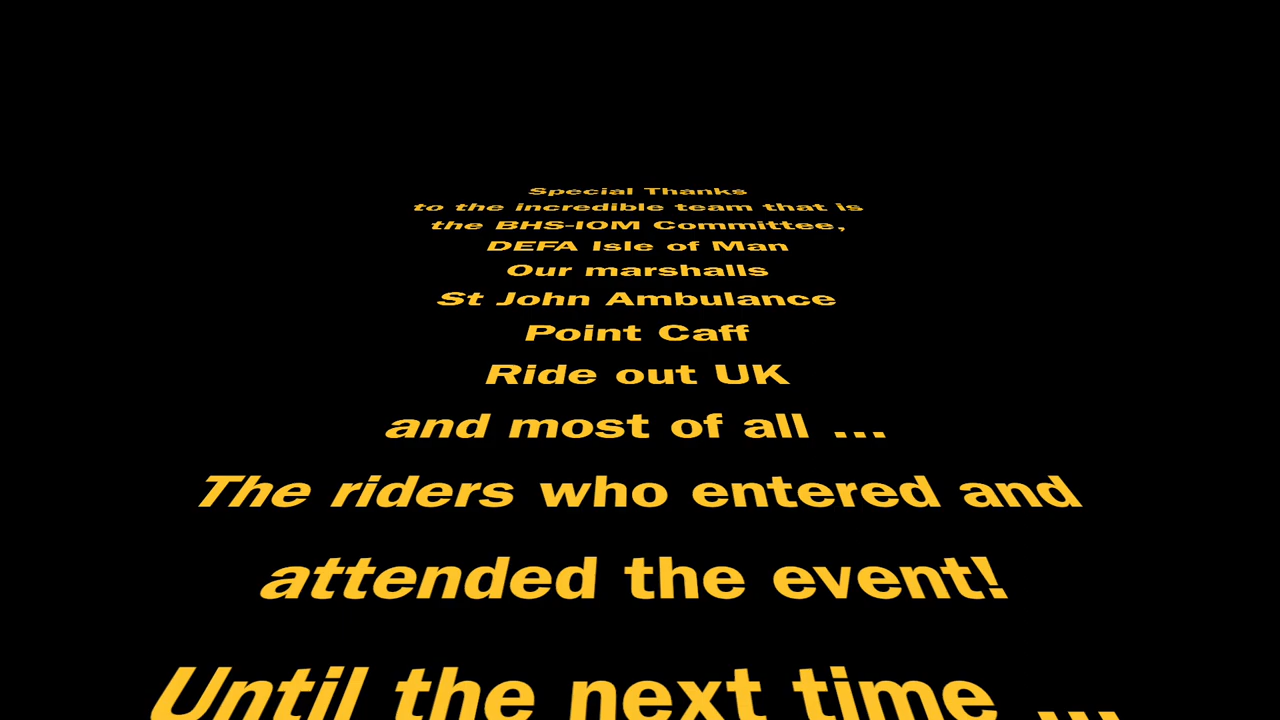 Special Thanks
to the incredible team that is
the BHS-IOM Committee,
DEFA Isle of Man
Our marshalls
St John Ambulance
Point Caff
Ride out UK
and most of all ...
The riders who entered and
attended the event!
Until the next time ...